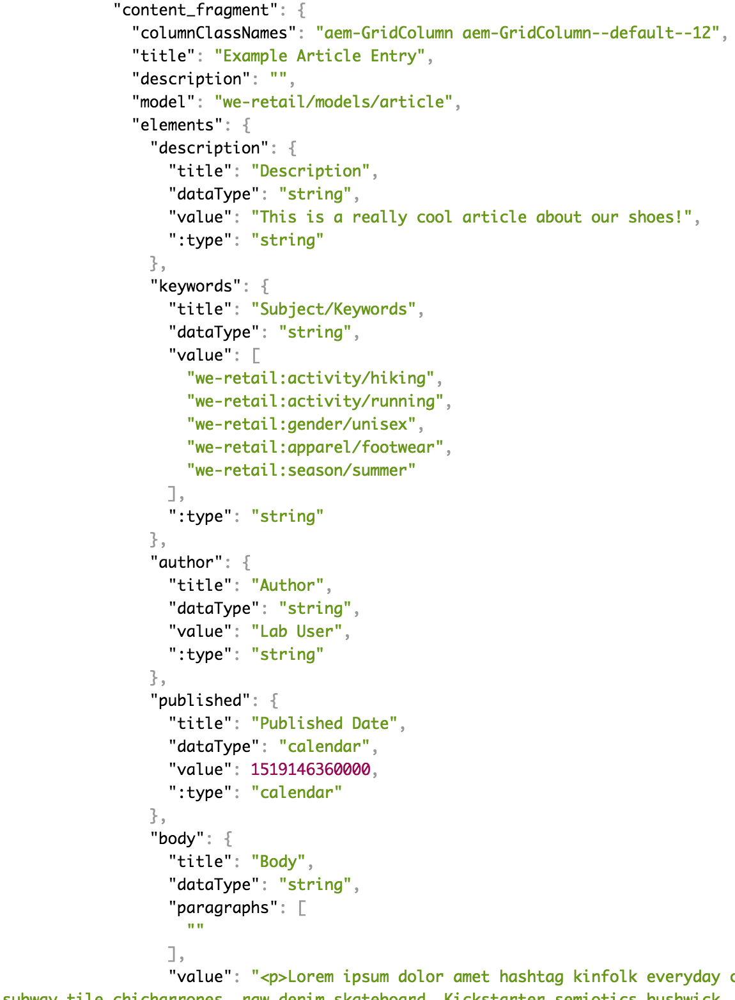 "content_fragment": {
"columnClassNames": "aem-GridColumn aem-GridColumn--default--12",
"title": "Example Article Entry",
"description": "",
"model": "we-retail/models/article",
"elements": {
"description": {
"title": "Description",
"dataType": "string",
"value": "This is a really cool article about our shoes!",
":type": "string"
},
"keywords": {
"title": "Subject/Keywords",
"dataType": "string",
"value": [
"we-retail:activity/hiking",
"we-retail:activity/running",
"we-retail:gender/unisex",
"we-retail:apparel/footwear",
"we-retail:season/summer"
],
":type": "string"
},
"author": {
"title": "Author",
"dataType": "string",
"value": "Lab User",
":type": "string"
},
"published": {
"title": "Published Date",
"dataType": "calendar",
"value": 1519146360000,
":type": "calendar"
},
"body": {
"title": "Body",
"dataType": "string",
"paragraphs": [
""
],
"value": "<p>Lorem ipsum dolor amet hashtag kinfolk everyday
subway tile chicharrones, raw denim skateboard. Kickstarter semiotics bushwick